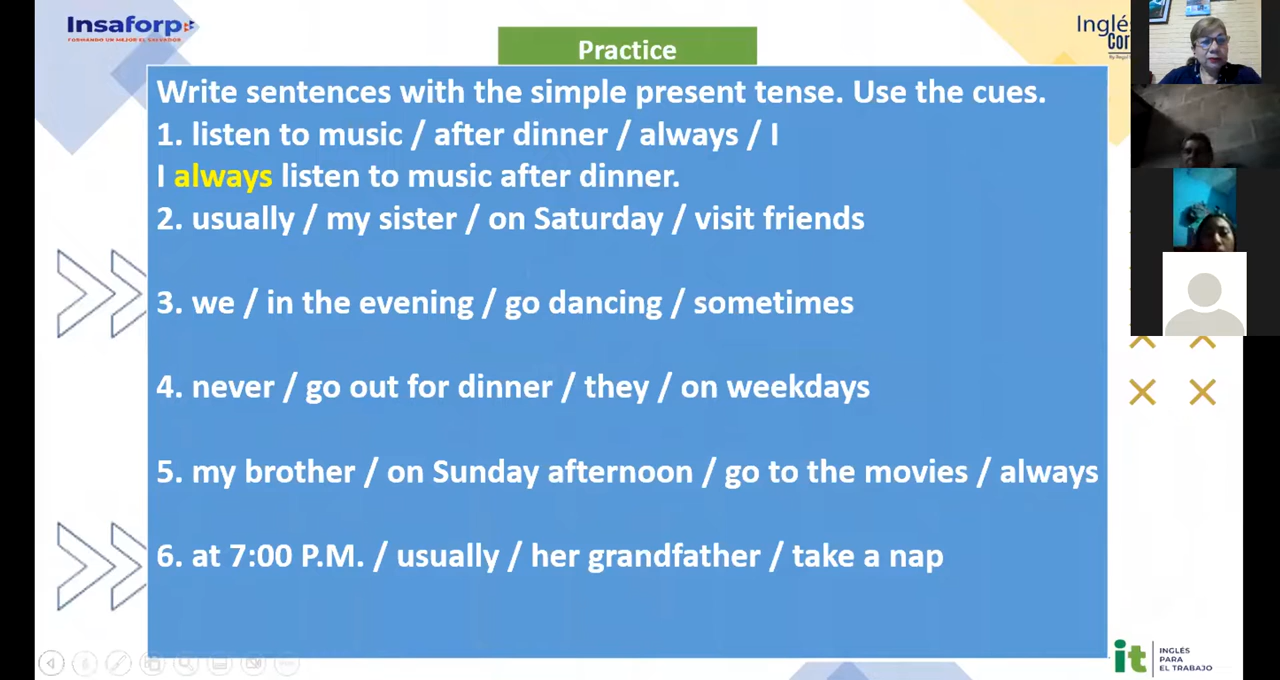 Insaforp
FORMANDO UN MEJOR EL SALVADOR
Practice
Inglés
Cor
Write sentences with the simple present tense. Use the cues.
1. listen to music / after dinner / always / I
I always listen to music after dinner.
2. usually / my sister / on Saturday / visit friends
3. we / in the evening / go dancing / sometimes
4. never / go out for dinner / they / on weekdays
5. my brother / on Sunday afternoon / go to the movies / always
6. at 7:00 P.M. / usually / her grandfather / take a nap
it
INGLÉS
PARA
EL TRABAJO